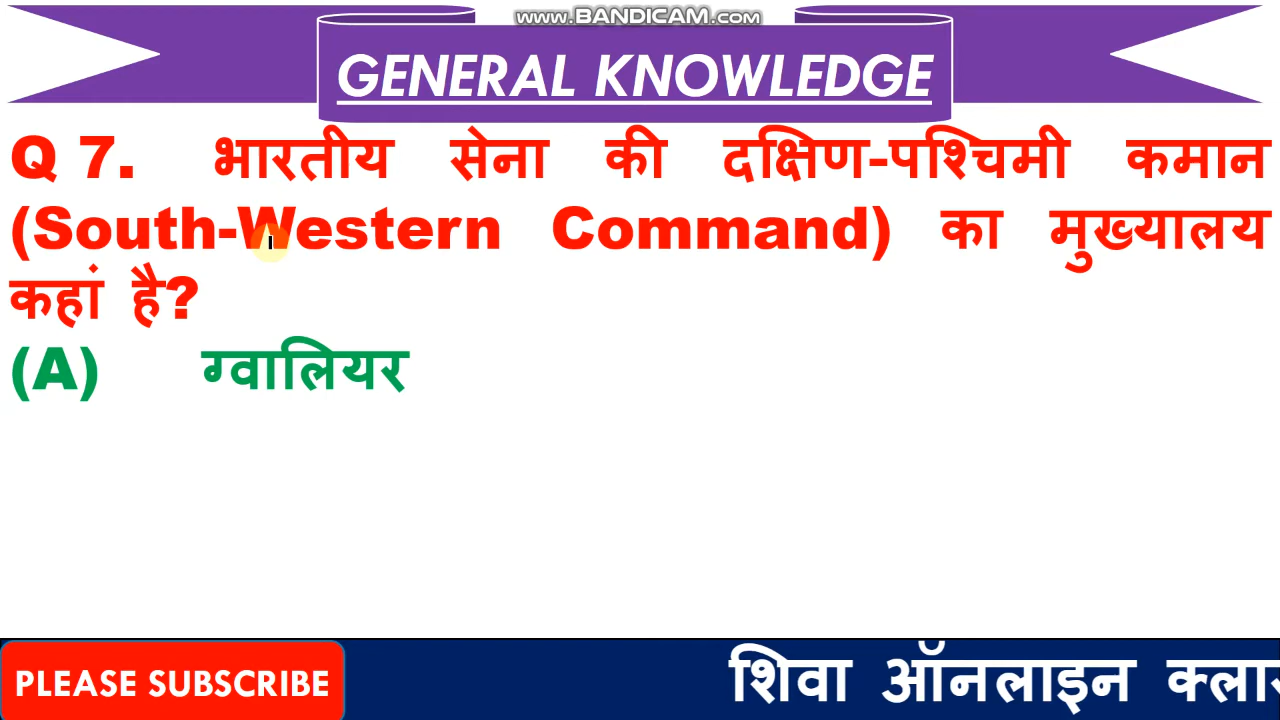 www.BANDICAM.com
GENERAL KNOWLEDGE
Q 7. भारतीय सेना की दक्षिण-पश्चिमी कमान
(South-Western Command) का मुख्यालय
कहां है?
(A) ग्वालियर
PLEASE SUBSCRIBE
शिवा ऑनलाइन